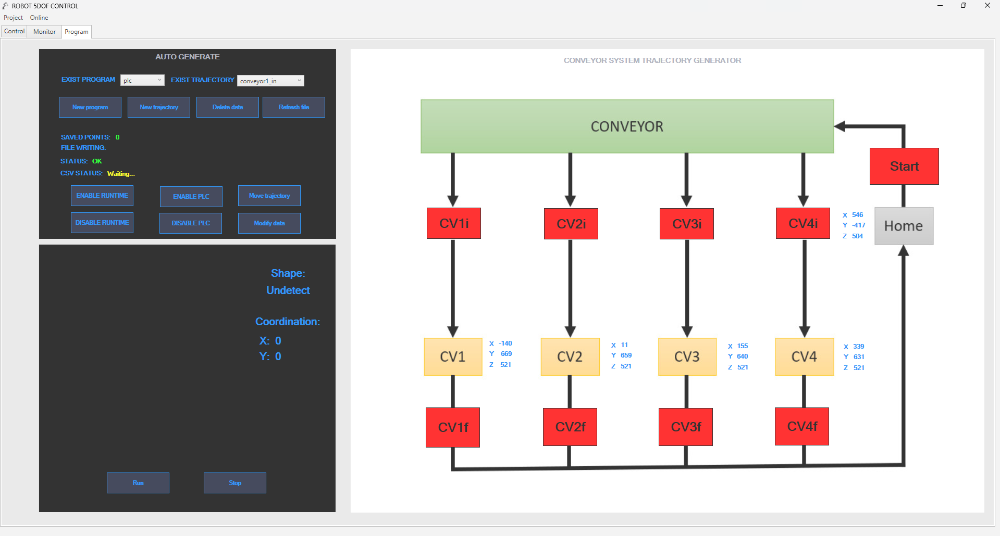 ROBOT 5DOF CONTROL
Project Online
Control Monitor Program
AUTO GENERATE
EXIST PROGRAM plc EXIST TRAJECTORY conveyor1_in
New program New trajectory Delete data Refresh file
SAVED POINTS: 0
FILE WRITING:
STATUS: OK
CSV STATUS: Waiting...
ENABLE RUNTIME ENABLE PLC Move trajectory
DISABLE RUNTIME DISABLE PLC Modify data
Shape:
Undetect
Coordination:
X: 0
Y: 0
Run Stop
CONVEYOR SYSTEM TRAJECTORY GENERATOR
CONVEYOR
Start
CV1i CV2i CV3i CV4i
X 546
Y -417
Z 504
Home
CV1
X -140
Y 669
Z 521
CV2
X 11
Y 659
Z 521
CV3
X 155
Y 640
Z 521
CV4
X 339
Y 631
Z 521
CV1f CV2f CV3f CV4f